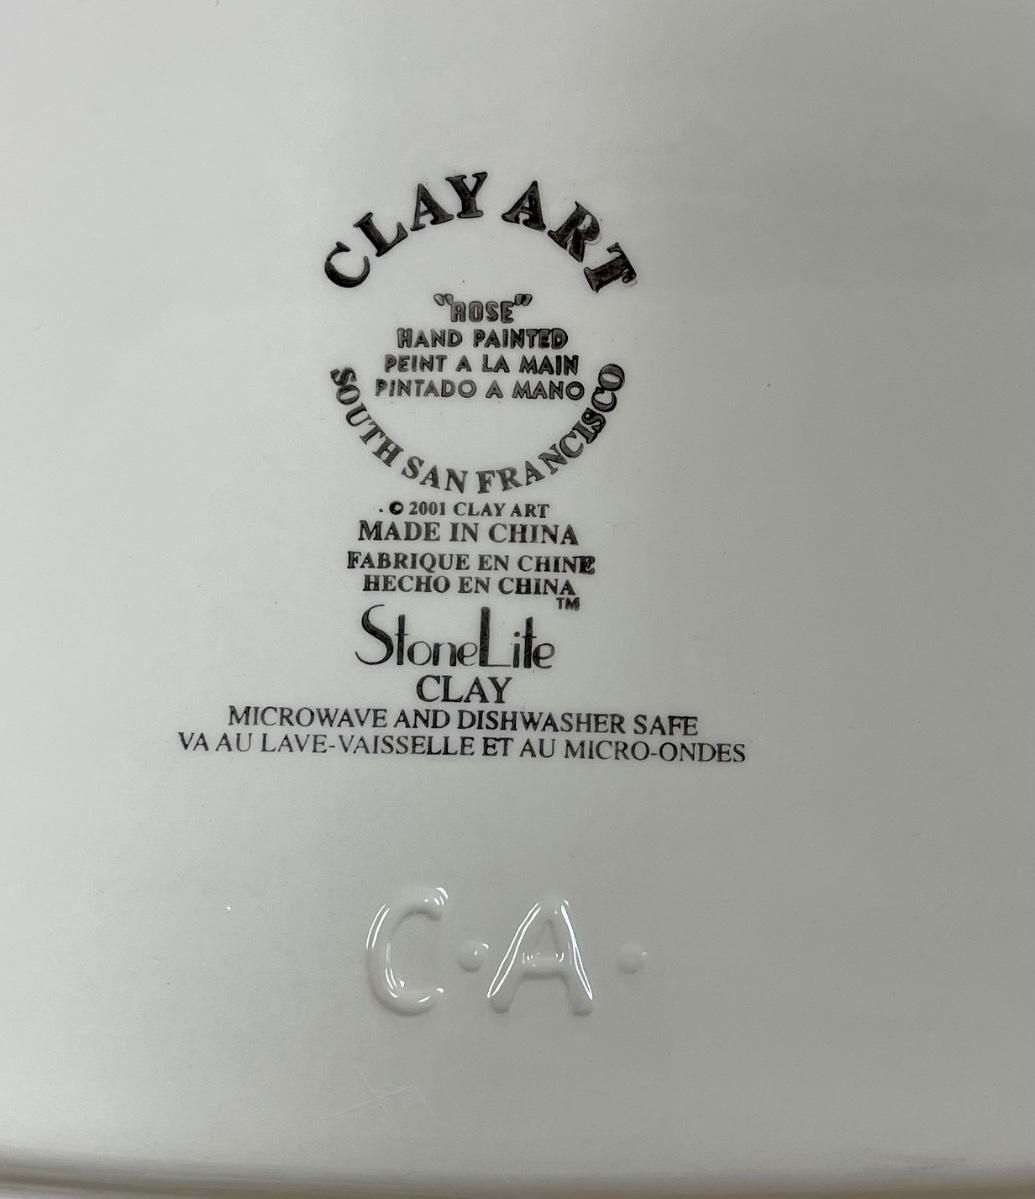 CLAY ART
"ROSE"
HAND PAINTED
PEINT A LA MAIN
PINTADO A MANO
SOUTH SAN FRANCISCO
. © 2001 CLAY ART
MADE IN CHINA
FABRIQUE EN CHINE
HECHO EN CHINA
StoneLite™
CLAY
MICROWAVE AND DISHWASHER SAFE
VA AU LAVE-VAISSELLE ET AU MICRO-ONDES
C·A·